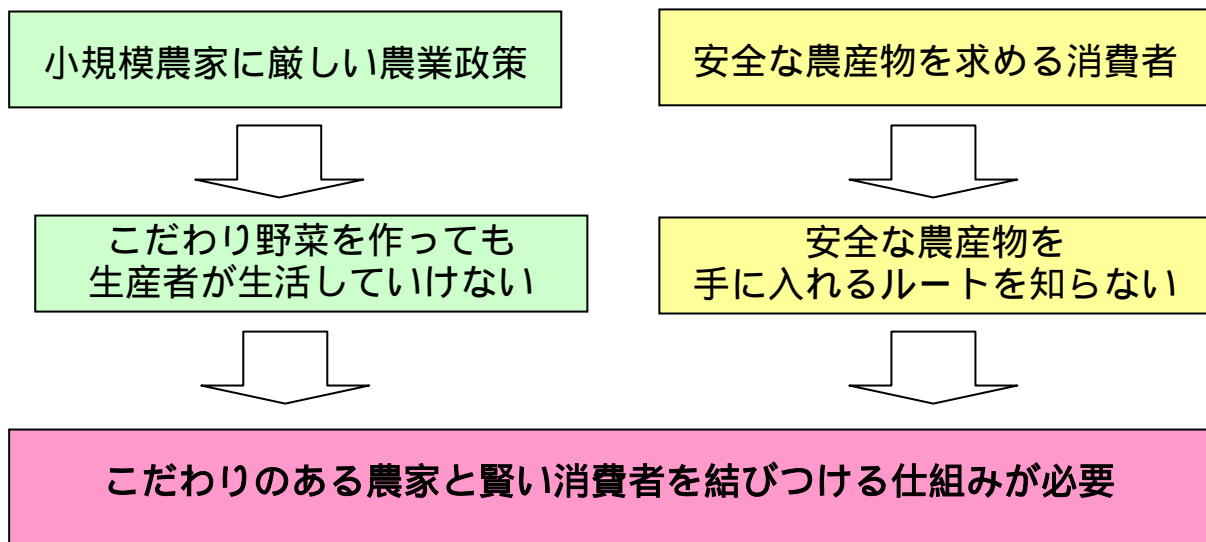 小規模農家に厳しい農業政策
こだわり野菜を作っても
生産者が生活していけない
安全な農産物を求める消費者
安全な農産物を
手に入れるルートを知らない
こだわりのある農家と賢い消費者を結びつける仕組みが必要